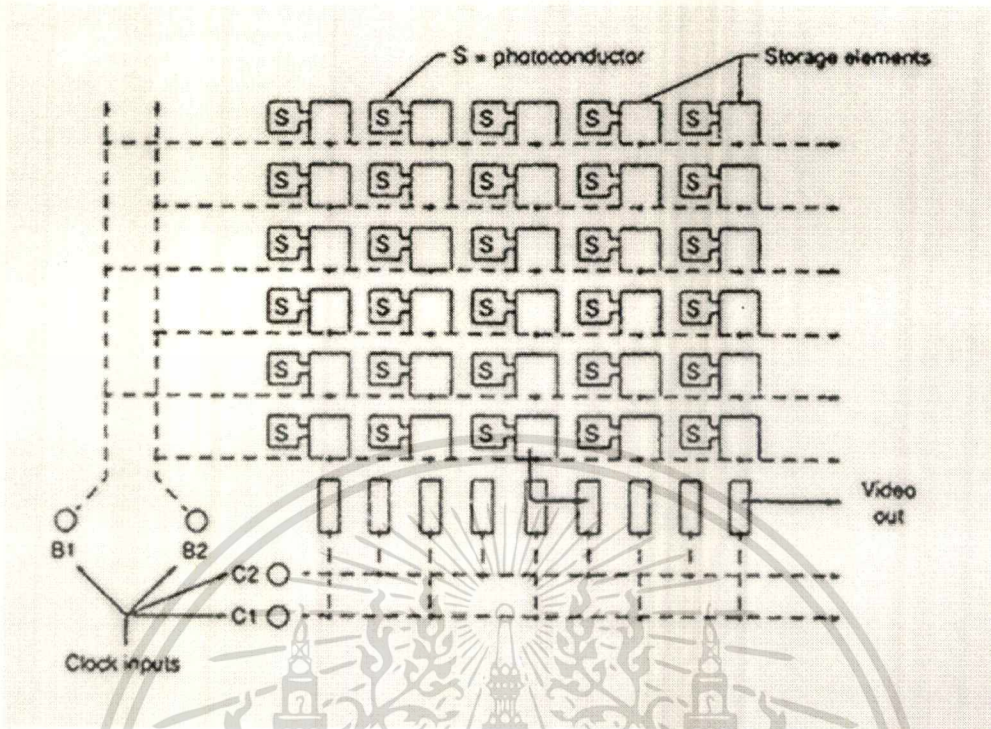 S = photoconductor
Storage elements
S S S S S
S S S S S
S S S S S
S S S S S
S S S S S
S S S S S
Video
out
B1
B2
C2
C1
Clock inputs